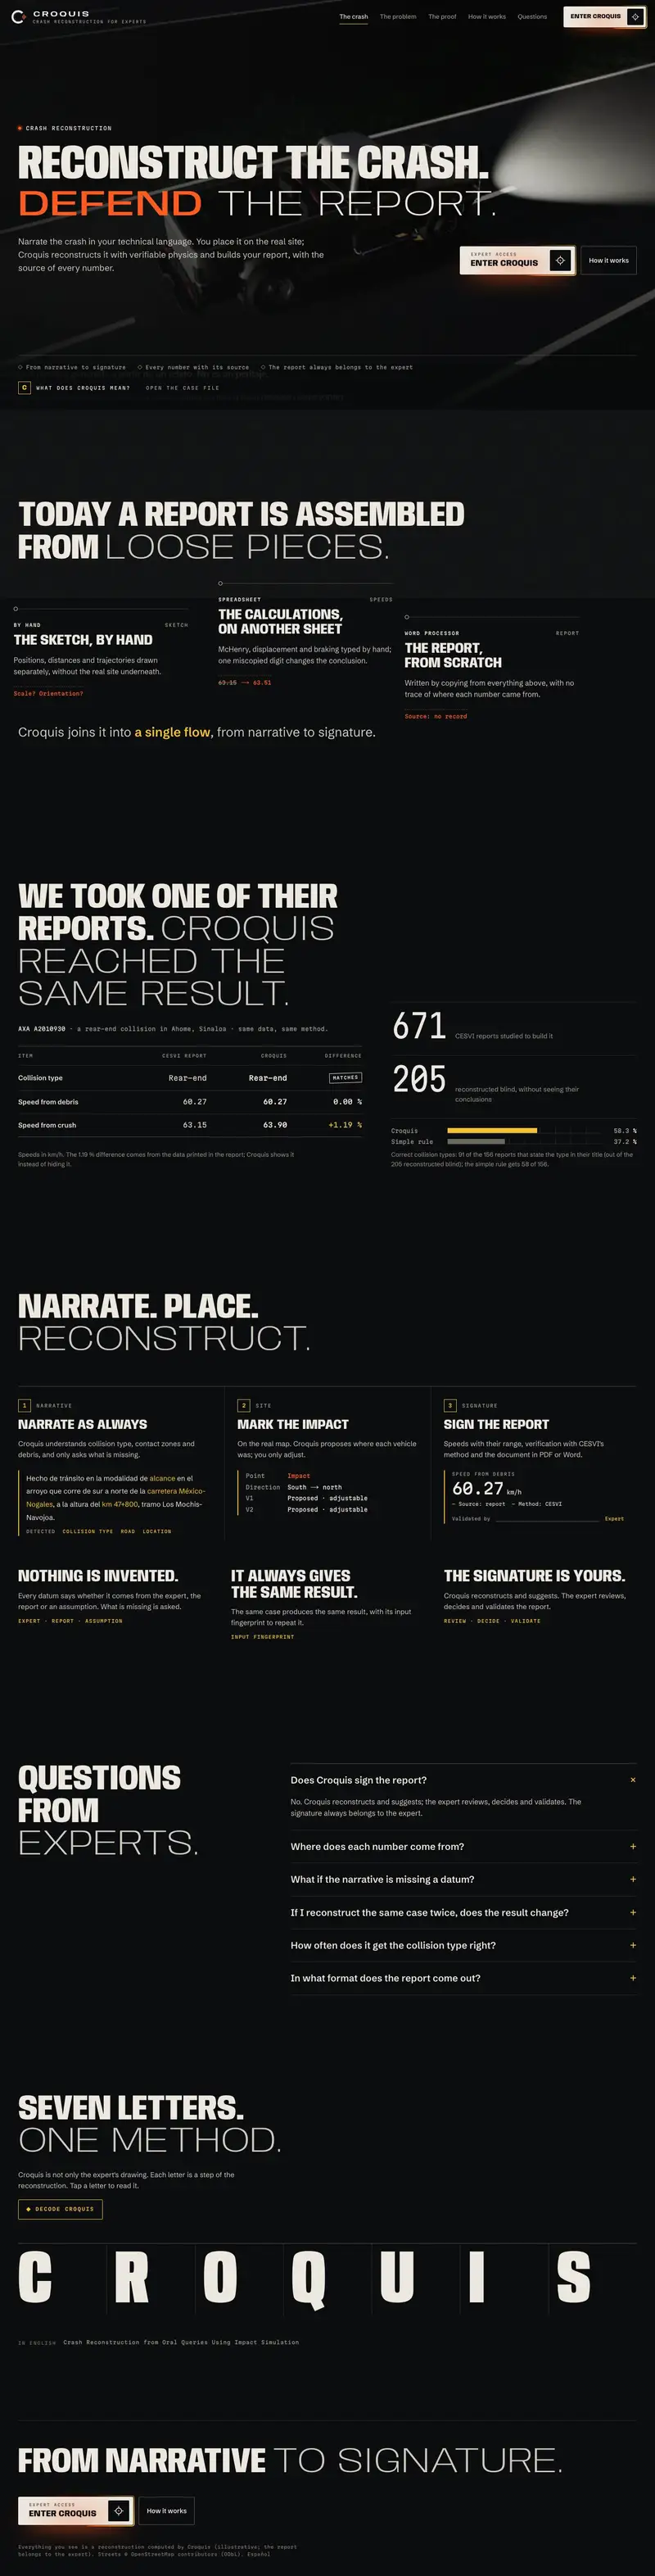 CROQUIS
CRASH RECONSTRUCTION FOR EXPERTS
The crash
The problem
The proof
How it works
Questions
ENTER CROQUIS
CRASH RECONSTRUCTION
RECONSTRUCT THE CRASH.
DEFEND THE REPORT.
Narrate the crash in your technical language. You place it on the real site;
Croquis reconstructs it with verifiable physics and builds your report, with the
source of every number.
EXPERT ACCESS
ENTER CROQUIS
How it works
From narrative to signature
Every number with its source
The report always belongs to the expert
C WHAT DOES CROQUIS MEAN? OPEN THE CASE FILE
TODAY A REPORT IS ASSEMBLED
FROM LOOSE PIECES.
BY HAND SKETCH
THE SKETCH, BY HAND
Positions, distances and trajectories drawn
separately, without the real site underneath.
Scale? Orientation?
SPREADSHEET SPEEDS
THE CALCULATIONS,
ON ANOTHER SHEET
McHenry, displacement and braking typed by hand;
one miscopied digit changes the conclusion.
63.15 → 63.51
WORD PROCESSOR REPORT
THE REPORT,
FROM SCRATCH
Written by copying from everything above, with no
trace of where each number came from.
Source: no record
Croquis joins it into a single flow, from narrative to signature.
WE TOOK ONE OF THEIR
REPORTS. CROQUIS
REACHED THE
SAME RESULT.
AXA A2010930 · a rear-end collision in Ahome, Sinaloa · same data, same method.
ITEM CESVI REPORT CROQUIS DIFFERENCE
Collision type Rear-end Rear-end MATCHES
Speed from debris 60.27 60.27 0.00 %
Speed from crush 63.15 63.90 +1.19 %
Speeds in km/h. The 1.19 % difference comes from the data printed in the report; Croquis shows it
instead of hiding it.
671 CESVI reports studied to build it
205 reconstructed blind, without seeing their
conclusions
Croquis 58.3 %
Simple rule 37.2 %
Correct collision types: 91 of the 156 reports that state the type in their title (out of the
205 reconstructed blind); the simple rule gets 58 of 156.
NARRATE. PLACE.
RECONSTRUCT.
1 NARRATIVE
NARRATE AS ALWAYS
Croquis understands collision type, contact zones and
debris, and only asks what is missing.
Hecho de tránsito en la modalidad de alcance en el
arroyo que corre de sur a norte de la carretera México-
Nogales, a la altura del km 47+800, tramo Los Mochis-
Navojoa.
DETECTED COLLISION TYPE ROAD LOCATION
2 SITE
MARK THE IMPACT
On the real map. Croquis proposes where each vehicle
was; you only adjust.
Point Impact
Direction South → north
V1 Proposed · adjustable
V2 Proposed · adjustable
3 SIGNATURE
SIGN THE REPORT
Speeds with their range, verification with CESVI's
method and the document in PDF or Word.
SPEED FROM DEBRIS
60.27 km/h
— Source: report — Method: CESVI
Validated by Expert
NOTHING IS INVENTED.
Every datum says whether it comes from the expert, the
report or an assumption. What is missing is asked.
EXPERT · REPORT · ASSUMPTION
IT ALWAYS GIVES
THE SAME RESULT.
The same case produces the same result, with its input
fingerprint to repeat it.
INPUT FINGERPRINT
THE SIGNATURE IS YOURS.
Croquis reconstructs and suggests. The expert reviews,
decides and validates the report.
REVIEW · DECIDE · VALIDATE
QUESTIONS
FROM
EXPERTS.
Does Croquis sign the report? ×
No. Croquis reconstructs and suggests; the expert reviews, decides and validates. The
signature always belongs to the expert.
Where does each number come from? +
What if the narrative is missing a datum? +
If I reconstruct the same case twice, does the result change? +
How often does it get the collision type right? +
In what format does the report come out? +
SEVEN LETTERS.
ONE METHOD.
Croquis is not only the expert's drawing. Each letter is a step of the
reconstruction. Tap a letter to read it.
DECODE CROQUIS
C R O Q U I S
IN ENGLISH Crash Reconstruction from Oral Queries Using Impact Simulation
FROM NARRATIVE TO SIGNATURE.
EXPERT ACCESS
ENTER CROQUIS
How it works
Everything you see is a reconstruction computed by Croquis (illustrative; the report
belongs to the expert). Streets © OpenStreetMap contributors (ODbL). Español